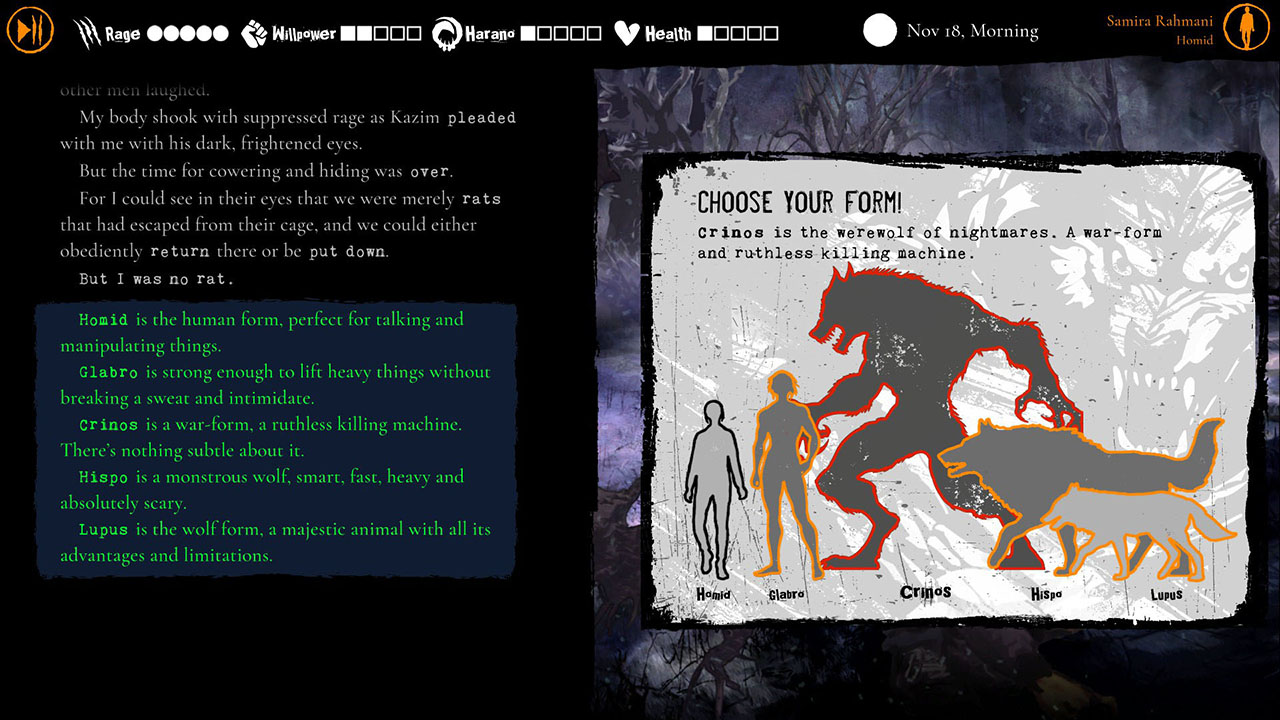 Rage Willpower Harano Health Nov 18, Morning Samira Rahmani
Homid
other men laughed.
My body shook with suppressed rage as Kazim pleaded
with me with his dark, frightened eyes.
But the time for cowering and hiding was over.
For I could see in their eyes that we were merely rats
that had escaped from their cage, and we could either
obediently return there or be put down.
But I was no rat.
Homid is the human form, perfect for talking and
manipulating things.
Glabro is strong enough to lift heavy things without
breaking a sweat and intimidate.
Crinos is a war-form, a ruthless killing machine.
There's nothing subtle about it.
Hispo is a monstrous wolf, smart, fast, heavy and
absolutely scary.
Lupus is the wolf form, a majestic animal with all its
advantages and limitations.
CHOOSE YOUR FORM!
Crinos is the werewolf of nightmares. A war-form
and ruthless killing machine.
Homid Glabro Crinos Hispo Lupus